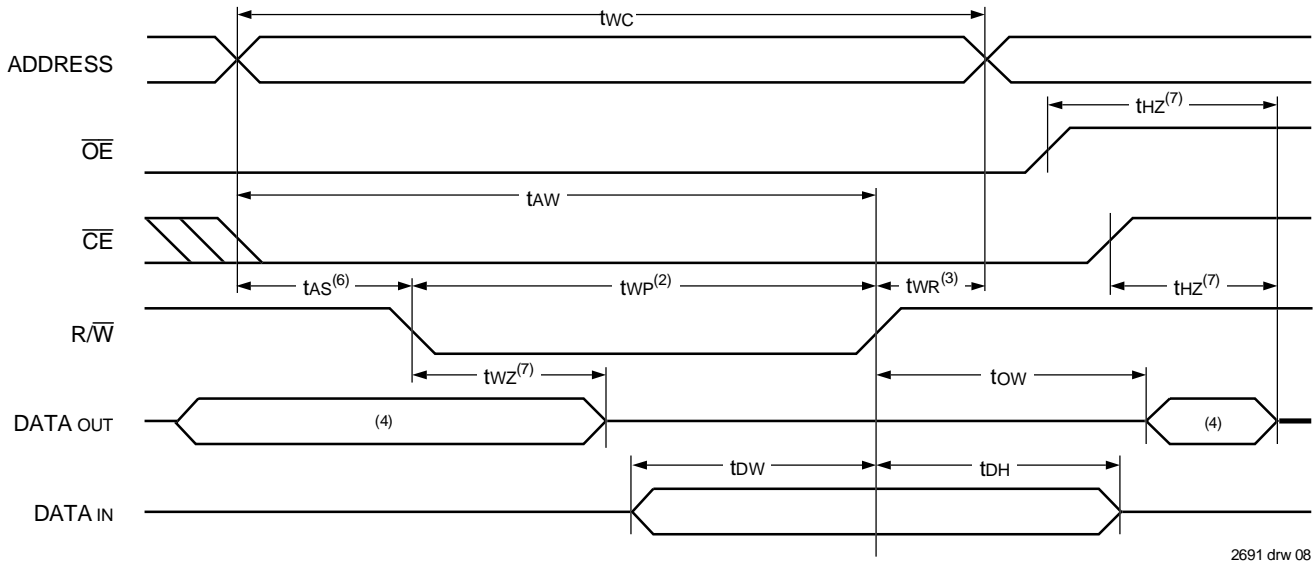 tWC
ADDRESS
tHZ(7)
OE
tAW
CE
tAS(6) tWP(2) tWR(3) tHZ(7)
R/W
tWZ(7) tOW
DATA OUT (4) (4)
tDW tDH
DATA IN
2691 drw 08